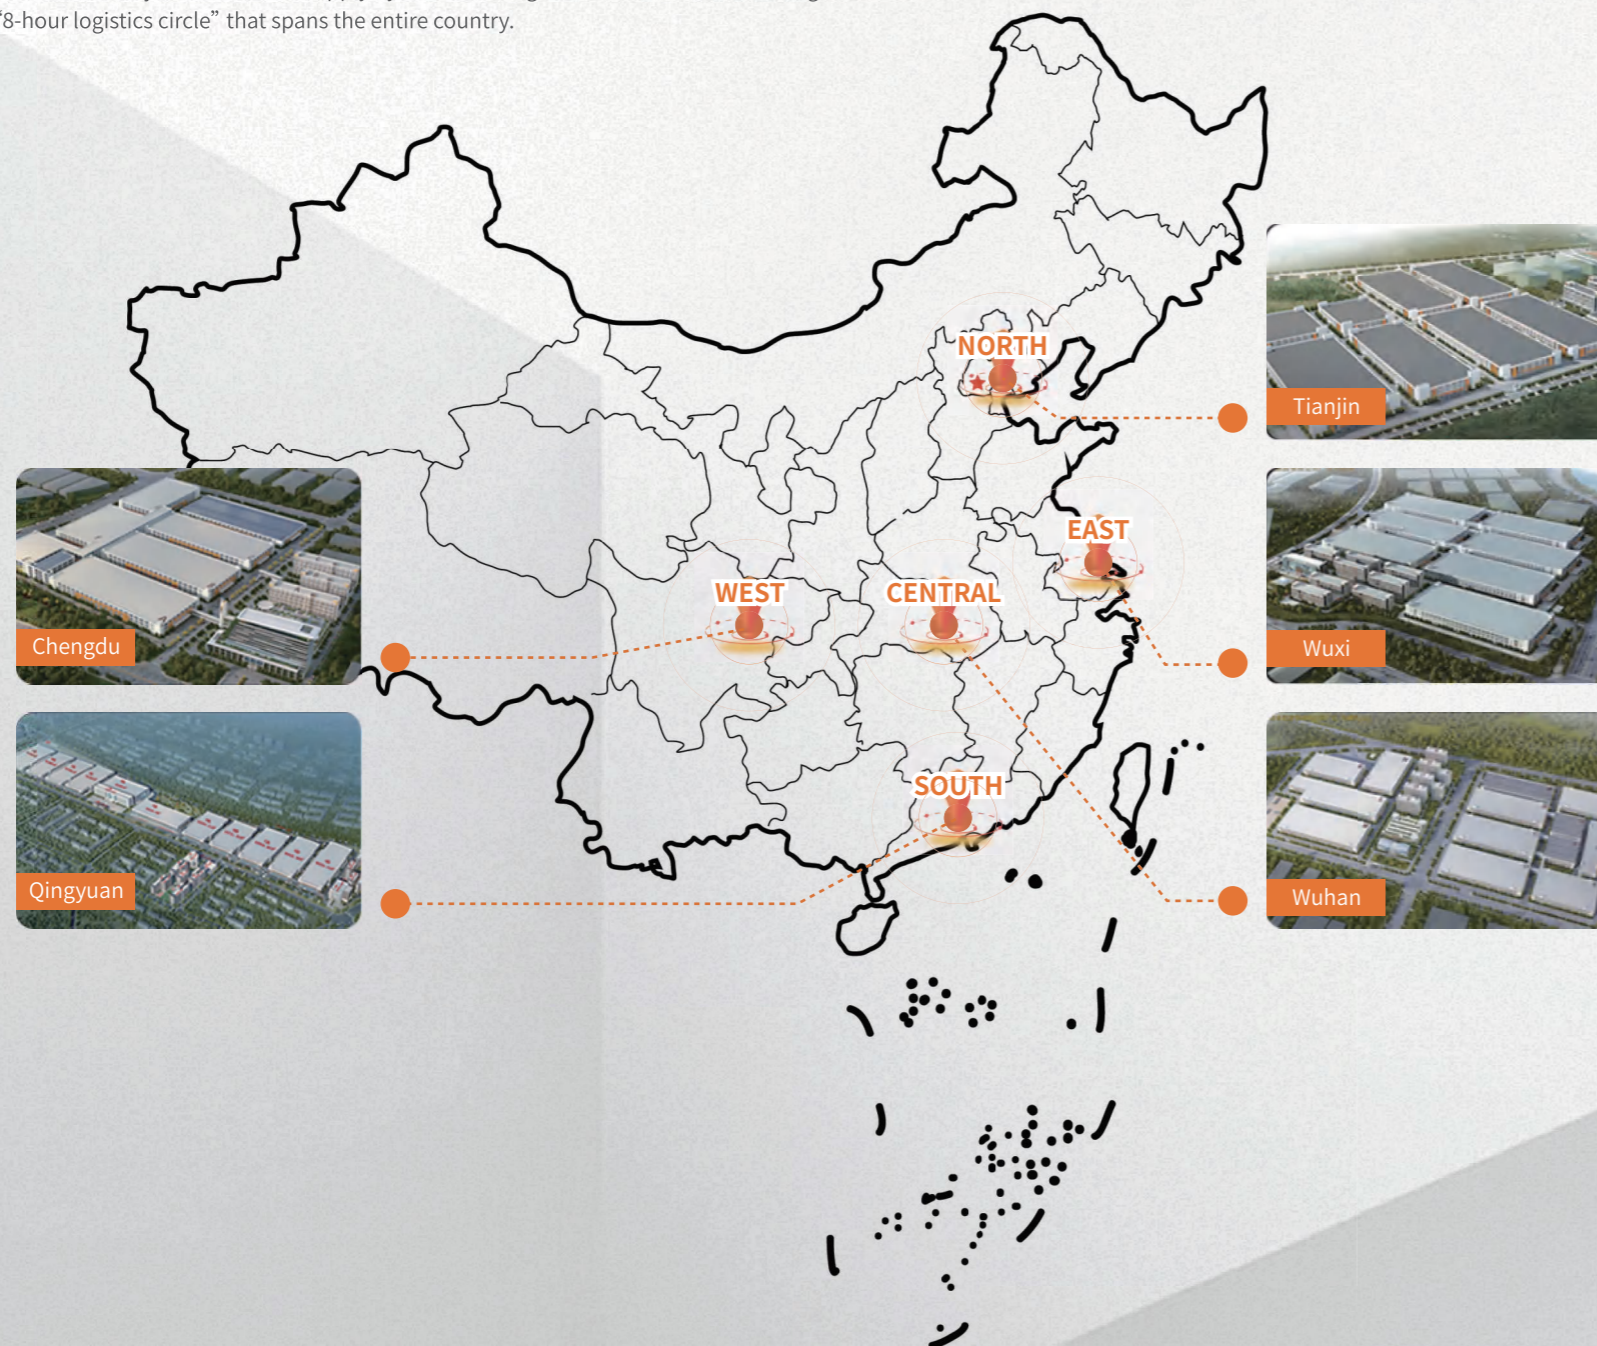 “8-hour logistics circle” that spans the entire country.
NORTH
Tianjin
EAST
WEST
CENTRAL
Chengdu
Wuxi
SOUTH
Qingyuan
Wuhan